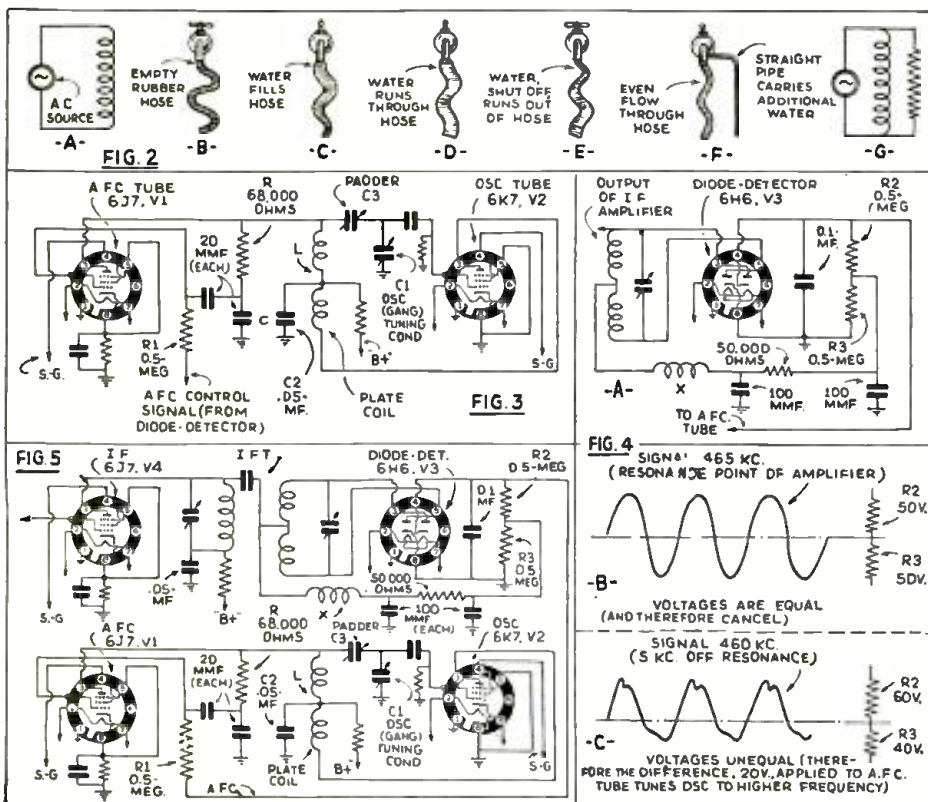 A C
SOURCE
-A-
FIG. 2
EMPTY
RUBBER
HOSE
-B-
WATER
FILLS
HOSE
-C-
WATER
RUNS
THROUGH
HOSE
-D-
WATER,
SHUT OFF
RUNS OUT
OF HOSE
-E-
EVEN
FLOW
THROUGH
HOSE
-F-
STRAIGHT
PIPE
CARRIES
ADDITIONAL
WATER
-G-
A F C TUBE
6J7, V1
R
68,000
OHMS
PADDER
C3
OSC TUBE
6K7, V2
20
MMF
(EACH)
L
C
C1
OSC
(GANG)
TUNING
COND
S.-G.
R1
0.5-
MEG
B+
C2
.05-
MF.
PLATE
COIL
S-G
A F C CONTROL
SIGNAL (FROM
DIODE-DETECTOR)
FIG. 3
OUTPUT
OF I F
AMPLIFIER
DIODE-DETECTOR
6H6, V3
R2
0.5-
MEG
0.1-
MF.
50,000
OHMS
R3
0.5-MEG
-A-
X
100
MMF.
100
MMF.
TO A.F.C.
TUBE
FIG. 4
SIGNAL 465 KC.
(RESONANCE POINT OF AMPLIFIER)
R2
50V.
R3
50V.
-B-
VOLTAGES ARE EQUAL
(AND THEREFORE CANCEL)
SIGNAL 460 KC.
(5 KC. OFF RESONANCE)
R2
60V.
R3
40V.
-C-
VOLTAGES UNEQUAL (THERE-
FORE THE DIFFERENCE, 20V., APPLIED TO A.F.C.
TUBE TUNES OSC TO HIGHER FREQUENCY)
FIG. 5
I F
6J7, V4
I F T
DIODE-DET.
6H6, V3
R2
0.5-MEG
0.1
MF
R3
0.5
MEG
.05-
MF
S.-G
B+
50,000
OHMS
X
100
MMF
(EACH)
R
68,000
OHMS
PADDER
C3
A F C
6J7, V1
OSC
6K7, V2
20
MMF
(EACH)
C2
.05-
MF
L
C1
OSC
(GANG)
TUNING
COND
S-G
R1
0.5-
MEG.
PLATE
COIL
B+
S-G
A F C